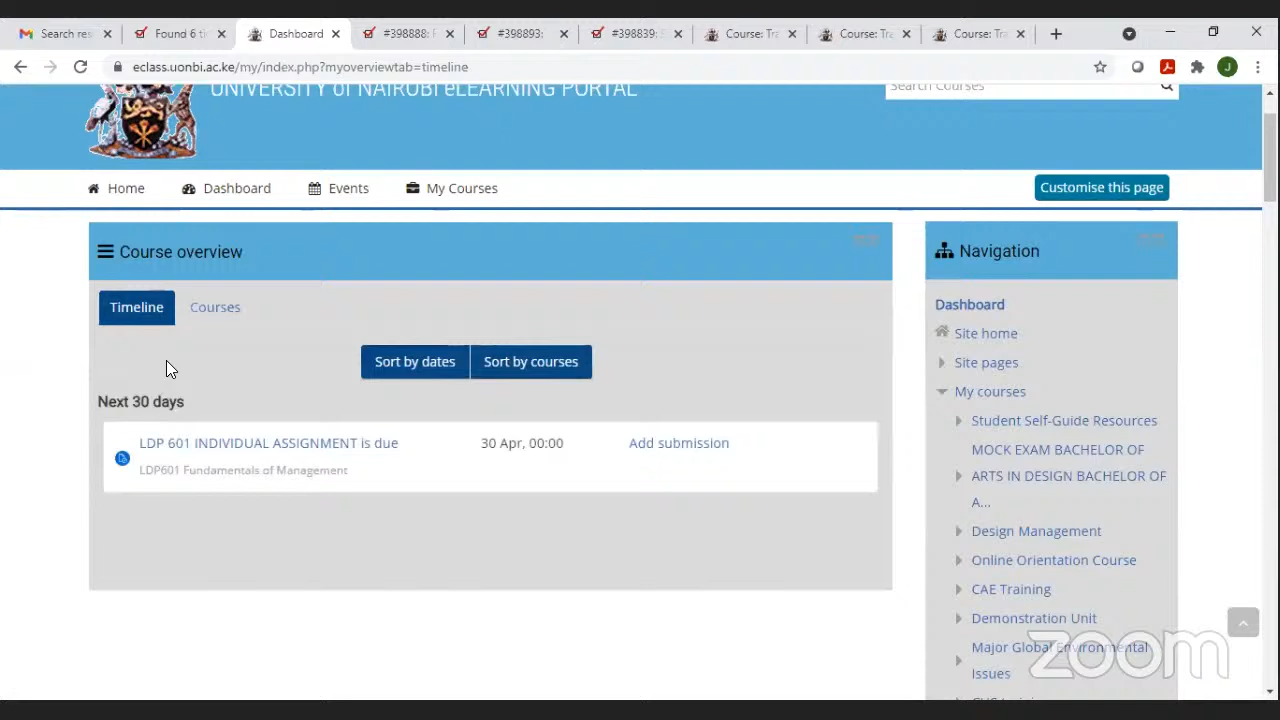 Search res
Found 6 ti
Dashboard
#398888: F
#398893:
#398839: S
Course: Tra
Course: Tra
Course: Tra
eclass.uonbi.ac.ke/my/index.php?myoverviewtab=timeline
J
UNIVERSITY of NAIROBI eLEARNING PORTAL
Search Courses
Home
Dashboard
Events
My Courses
Customise this page
Course overview
Timeline
Courses
Sort by dates
Sort by courses
Next 30 days
LDP 601 INDIVIDUAL ASSIGNMENT is due
30 Apr, 00:00
Add submission
LDP601 Fundamentals of Management
Navigation
Dashboard
Site home
Site pages
My courses
Student Self-Guide Resources
MOCK EXAM BACHELOR OF
ARTS IN DESIGN BACHELOR OF
A...
Design Management
Online Orientation Course
CAE Training
Demonstration Unit
Major Global Environmental
Issues
zoom